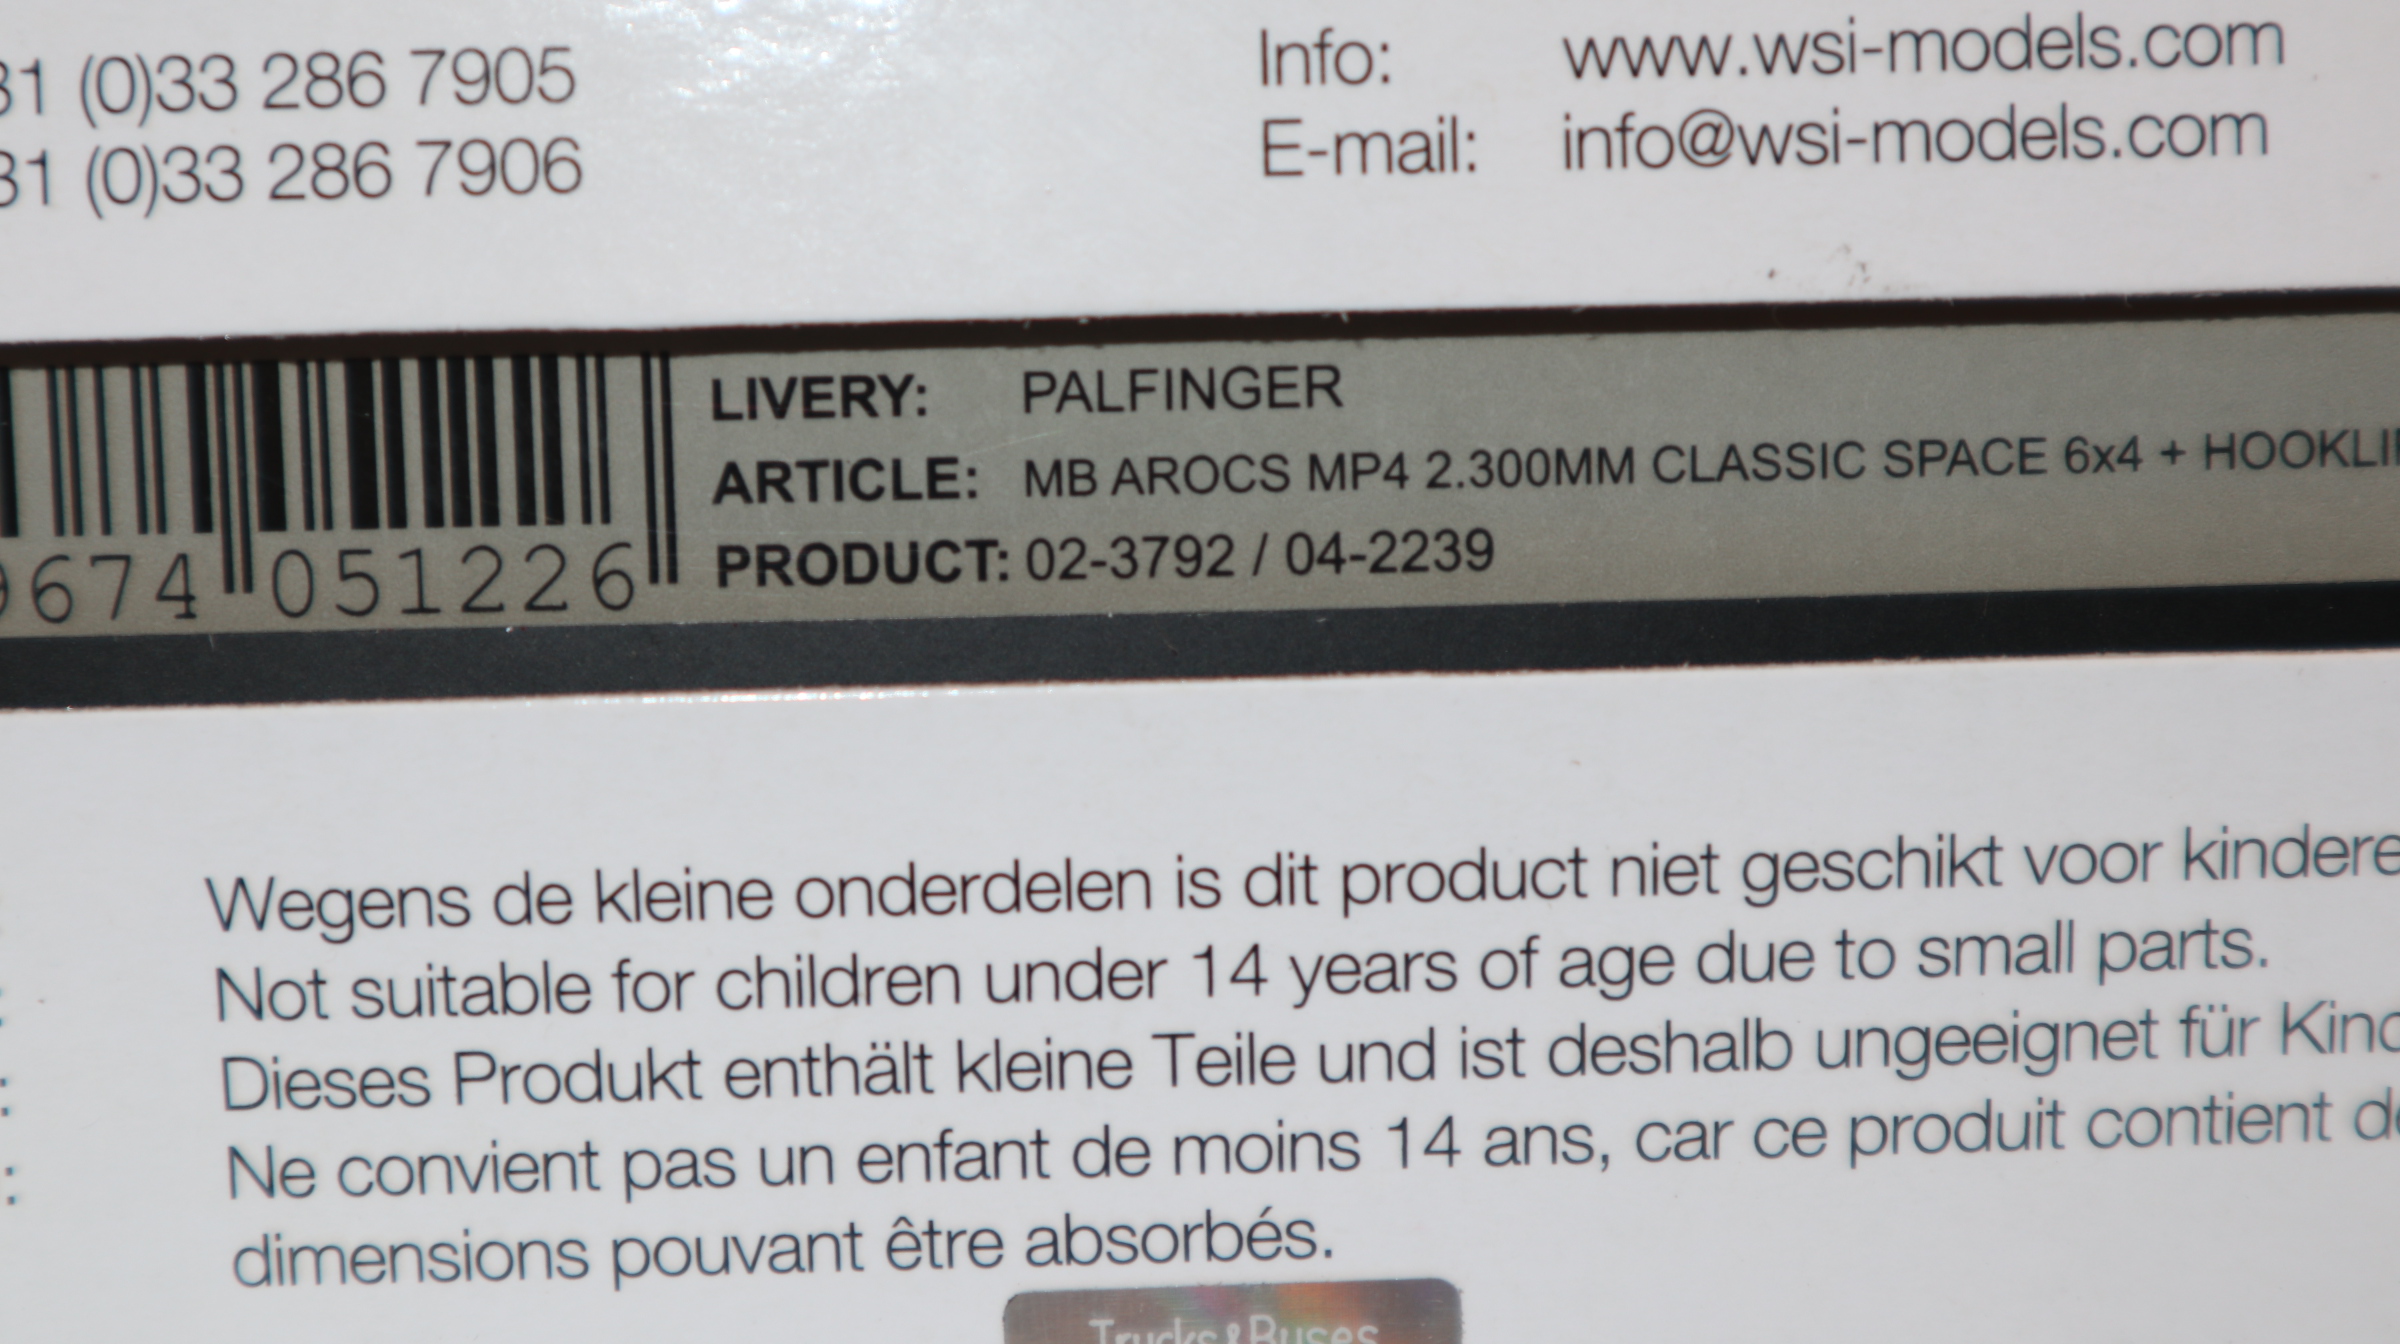 31 (0)33 286 7905
31 (0)33 286 7906
Info: www.wsi-models.com
E-mail: info@wsi-models.com
LIVERY: PALFINGER
ARTICLE: MB AROCS MP4 2.300MM CLASSIC SPACE 6x4 + HOOKLI
PRODUCT: 02-3792 / 04-2239
9674 051226
Wegens de kleine onderdelen is dit product niet geschikt voor kindere
Not suitable for children under 14 years of age due to small parts.
Dieses Produkt enthält kleine Teile und ist deshalb ungeeignet für Kind
Ne convient pas un enfant de moins 14 ans, car ce produit contient de
dimensions pouvant être absorbés.
Trucks & Buses